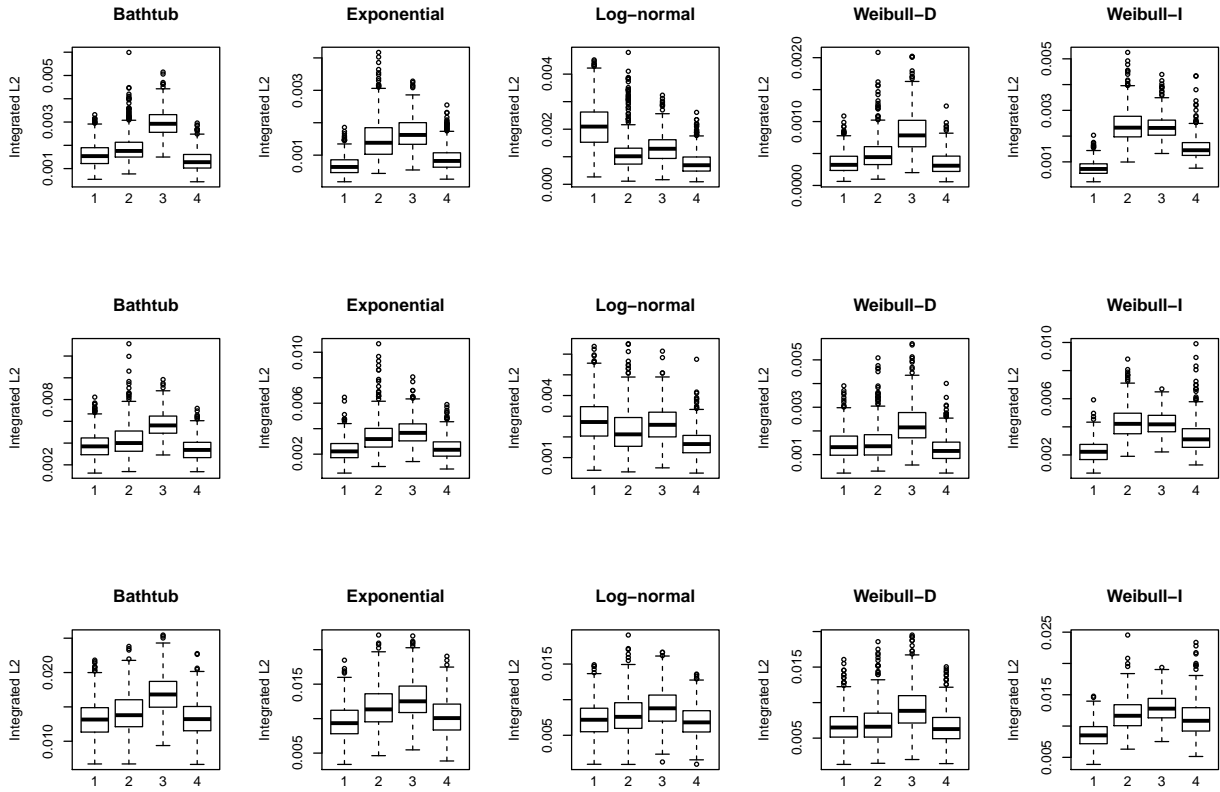 Bathtub
Integrated L2
0.001
0.003
0.005
1 2 3 4
Exponential
Integrated L2
0.001
0.003
1 2 3 4
Log−normal
Integrated L2
0.000
0.002
0.004
1 2 3 4
Weibull−D
Integrated L2
0.0000
0.0010
0.0020
1 2 3 4
Weibull−I
Integrated L2
0.001
0.003
0.005
1 2 3 4
Bathtub
Integrated L2
0.002
0.008
1 2 3 4
Exponential
Integrated L2
0.002
0.006
0.010
1 2 3 4
Log−normal
Integrated L2
0.001
0.004
1 2 3 4
Weibull−D
Integrated L2
0.001
0.003
0.005
1 2 3 4
Weibull−I
Integrated L2
0.002
0.006
0.010
1 2 3 4
Bathtub
Integrated L2
0.010
0.020
1 2 3 4
Exponential
Integrated L2
0.005
0.015
1 2 3 4
Log−normal
Integrated L2
0.005
0.015
1 2 3 4
Weibull−D
Integrated L2
0.005
0.015
1 2 3 4
Weibull−I
Integrated L2
0.005
0.015
0.025
1 2 3 4